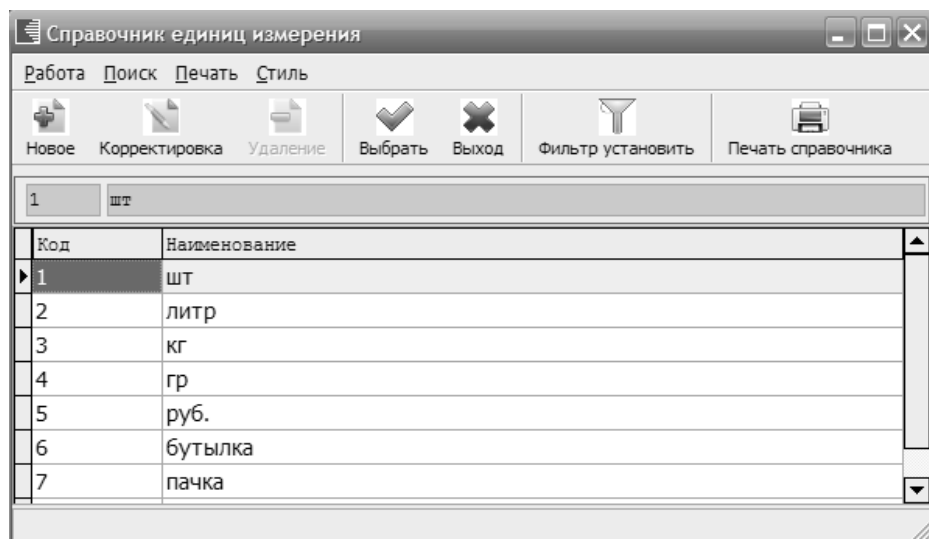 Справочник единиц измерения
Работа Поиск Печать Стиль
Новое Корректировка Удаление Выбрать Выход Фильтр установить Печать справочника
1 шт
Код Наименование
1 шт
2 литр
3 кг
4 гр
5 руб.
6 бутылка
7 пачка